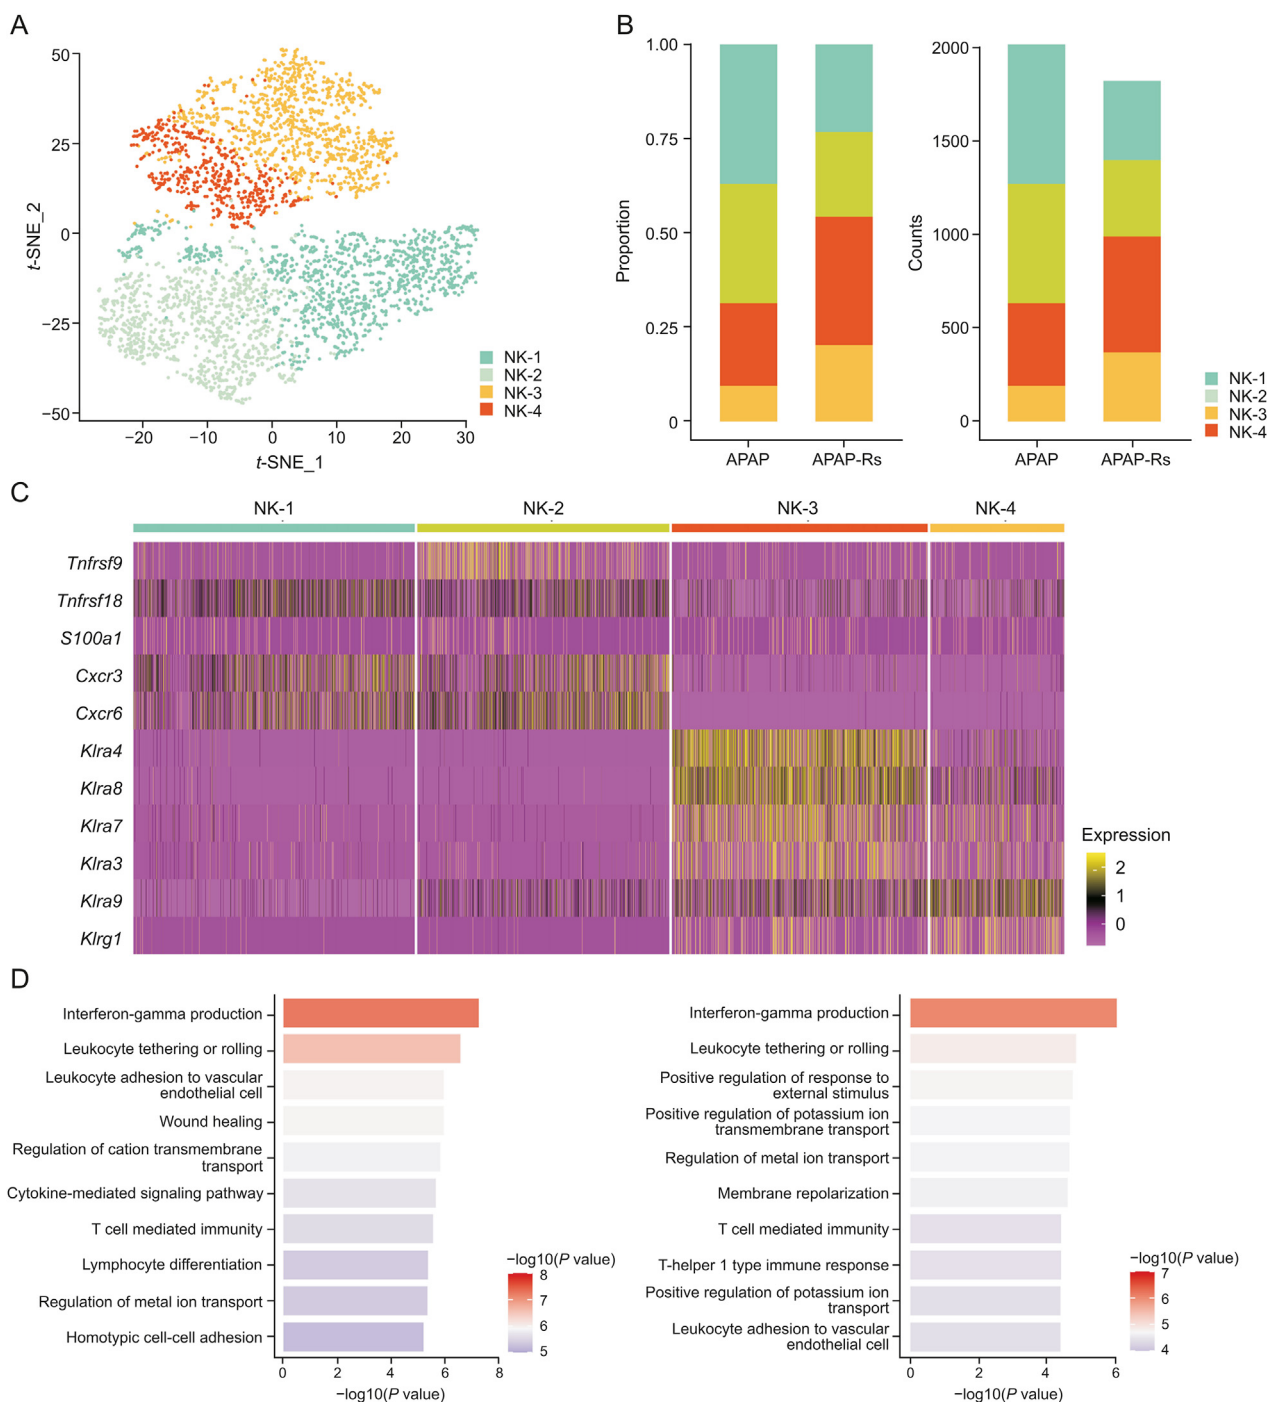 A
50
25
0
−25
−50
t-SNE_2
−20
−10
0
10
20
30
t-SNE_1
NK-1
NK-2
NK-3
NK-4
B
1.00
0.75
0.50
0.25
0
Proportion
APAP
APAP-Rs
2000
1500
1000
500
0
Counts
APAP
APAP-Rs
NK-1
NK-2
NK-3
NK-4
C
NK-1
NK-2
NK-3
NK-4
Tnfrsf9
Tnfrsf18
S100a1
Cxcr3
Cxcr6
Klra4
Klra8
Klra7
Klra3
Klra9
Klrg1
Expression
2
1
0
D
Interferon-gamma production
Leukocyte tethering or rolling
Leukocyte adhesion to vascular
endothelial cell
Wound healing
Regulation of cation transmembrane
transport
Cytokine-mediated signaling pathway
T cell mediated immunity
Lymphocyte differentiation
Regulation of metal ion transport
Homotypic cell-cell adhesion
0
2
4
6
8
−log10(P value)
−log10(P value)
8
7
6
5
Interferon-gamma production
Leukocyte tethering or rolling
Positive regulation of response to
external stimulus
Positive regulation of potassium ion
transmembrane transport
Regulation of metal ion transport
Membrane repolarization
T cell mediated immunity
T-helper 1 type immune response
Positive regulation of potassium ion
transport
Leukocyte adhesion to vascular
endothelial cell
0
2
4
6
−log10(P value)
−log10(P value)
7
6
5
4